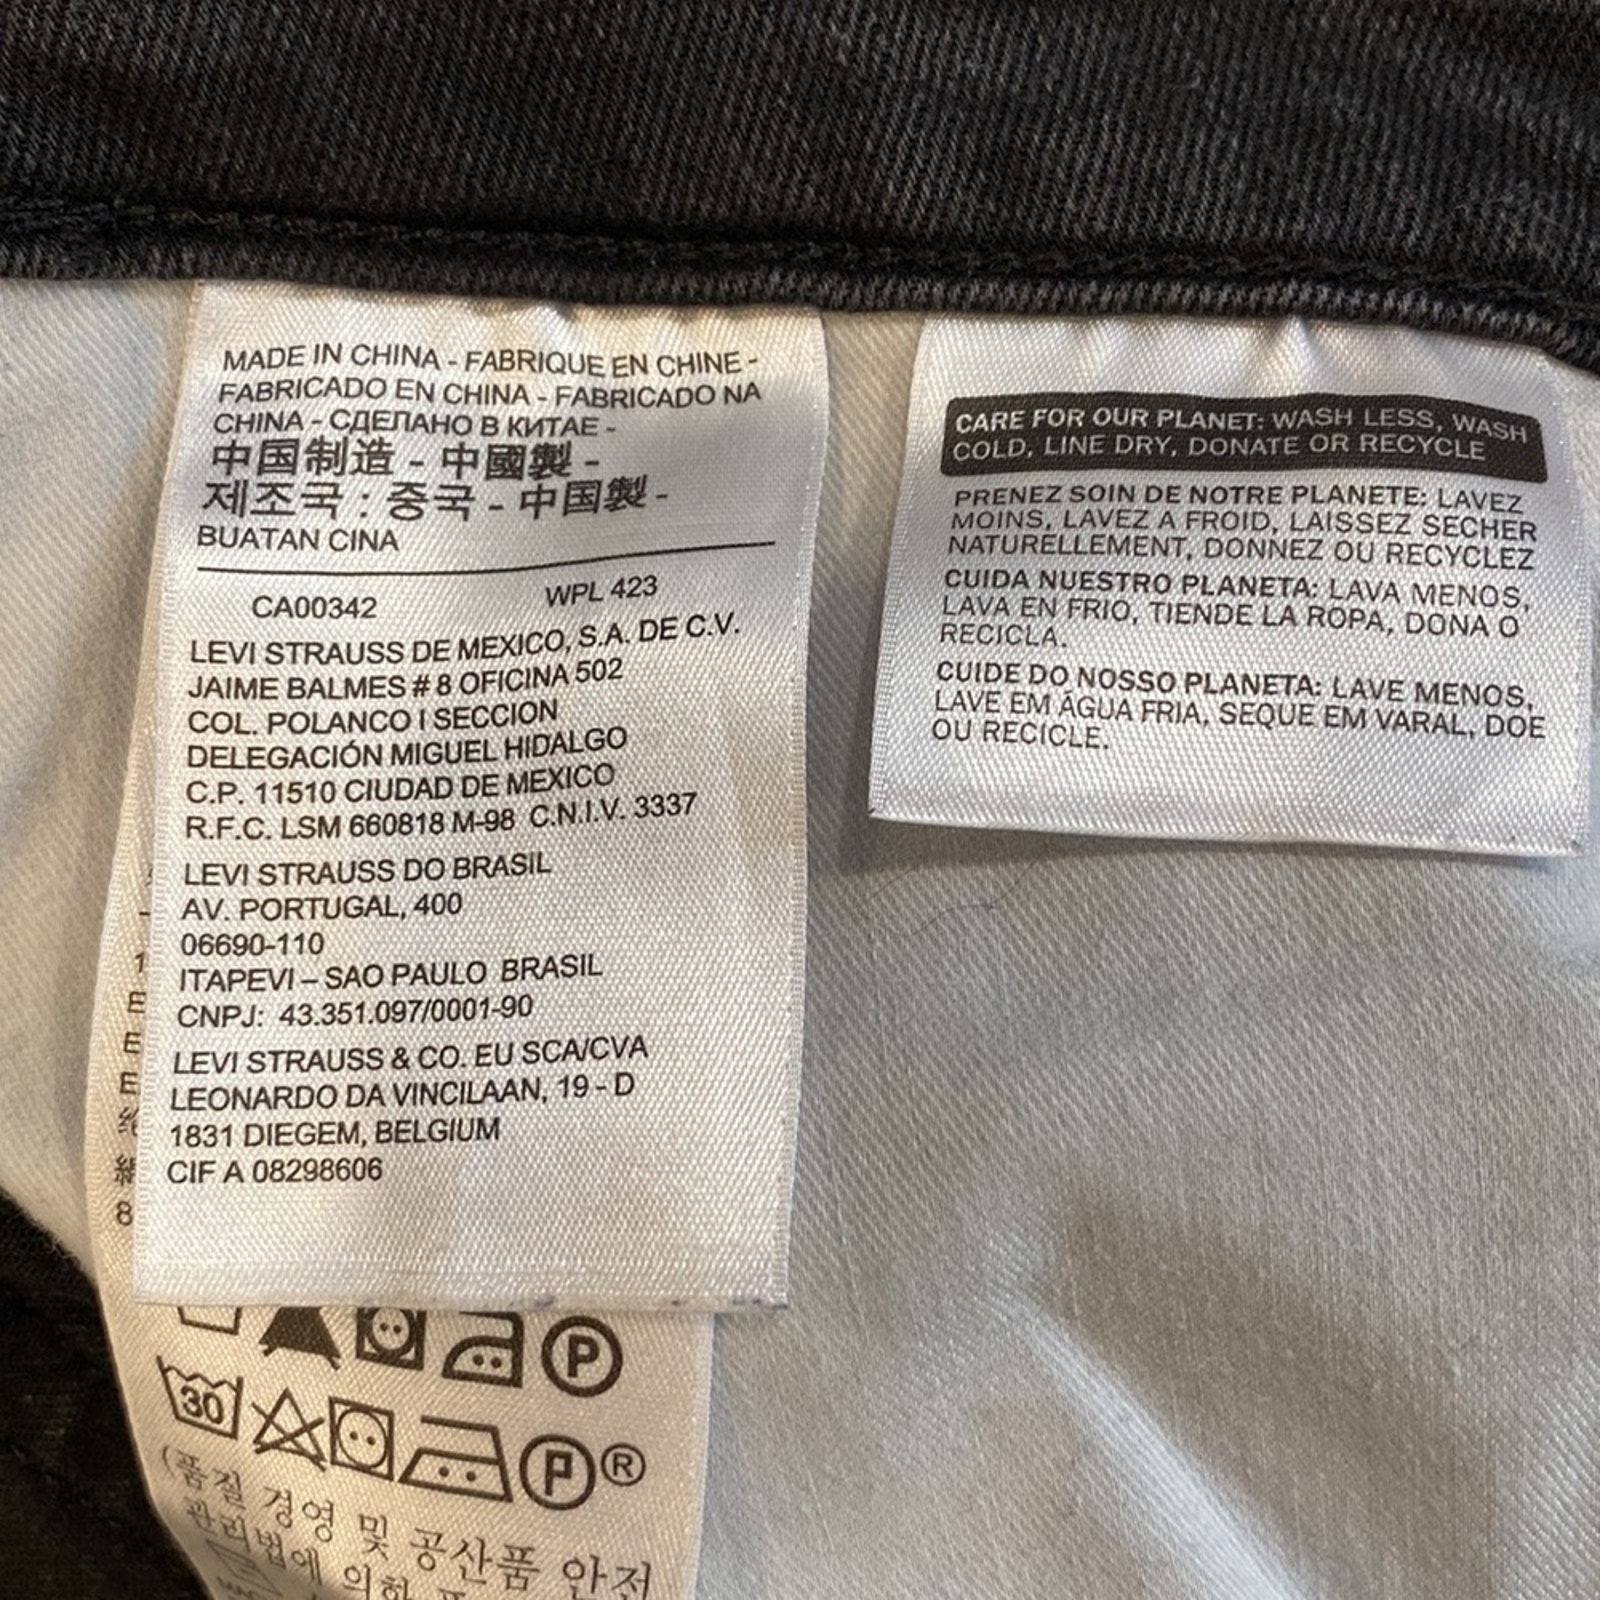 MADE IN CHINA - FABRIQUE EN CHINE -
FABRICADO EN CHINA - FABRICADO NA
CHINA - СДЕЛАНО В КИТАЕ -
中国制造 - 中國製 -
제조국 : 중국 - 中国製 -
BUATAN CINA
CA00342 WPL 423
LEVI STRAUSS DE MEXICO, S.A. DE C.V.
JAIME BALMES # 8 OFICINA 502
COL. POLANCO I SECCION
DELEGACIÓN MIGUEL HIDALGO
C.P. 11510 CIUDAD DE MEXICO
R.F.C. LSM 660818 M-98 C.N.I.V. 3337
LEVI STRAUSS DO BRASIL
AV. PORTUGAL, 400
06690-110
ITAPEVI – SAO PAULO BRASIL
CNPJ: 43.351.097/0001-90
LEVI STRAUSS & CO. EU SCA/CVA
LEONARDO DA VINCILAAN, 19 - D
1831 DIEGEM, BELGIUM
CIF A 08298606
E
E
E
8
P
30 P ®
(품질 경영 및 공산품 안전
관리법에 의한
CARE FOR OUR PLANET: WASH LESS, WASH
COLD, LINE DRY, DONATE OR RECYCLE
PRENEZ SOIN DE NOTRE PLANETE: LAVEZ
MOINS, LAVEZ A FROID, LAISSEZ SECHER
NATURELLEMENT, DONNEZ OU RECYCLEZ
CUIDA NUESTRO PLANETA: LAVA MENOS,
LAVA EN FRIO, TIENDE LA ROPA, DONA O
RECICLA.
CUIDE DO NOSSO PLANETA: LAVE MENOS,
LAVE EM ÁGUA FRIA, SEQUE EM VARAL, DOE
OU RECICLE.